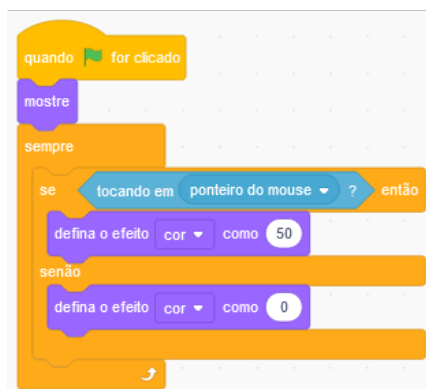 quando for clicado
mostre
sempre
se tocando em ponteiro do mouse ? então
defina o efeito cor como 50
senão
defina o efeito cor como 0